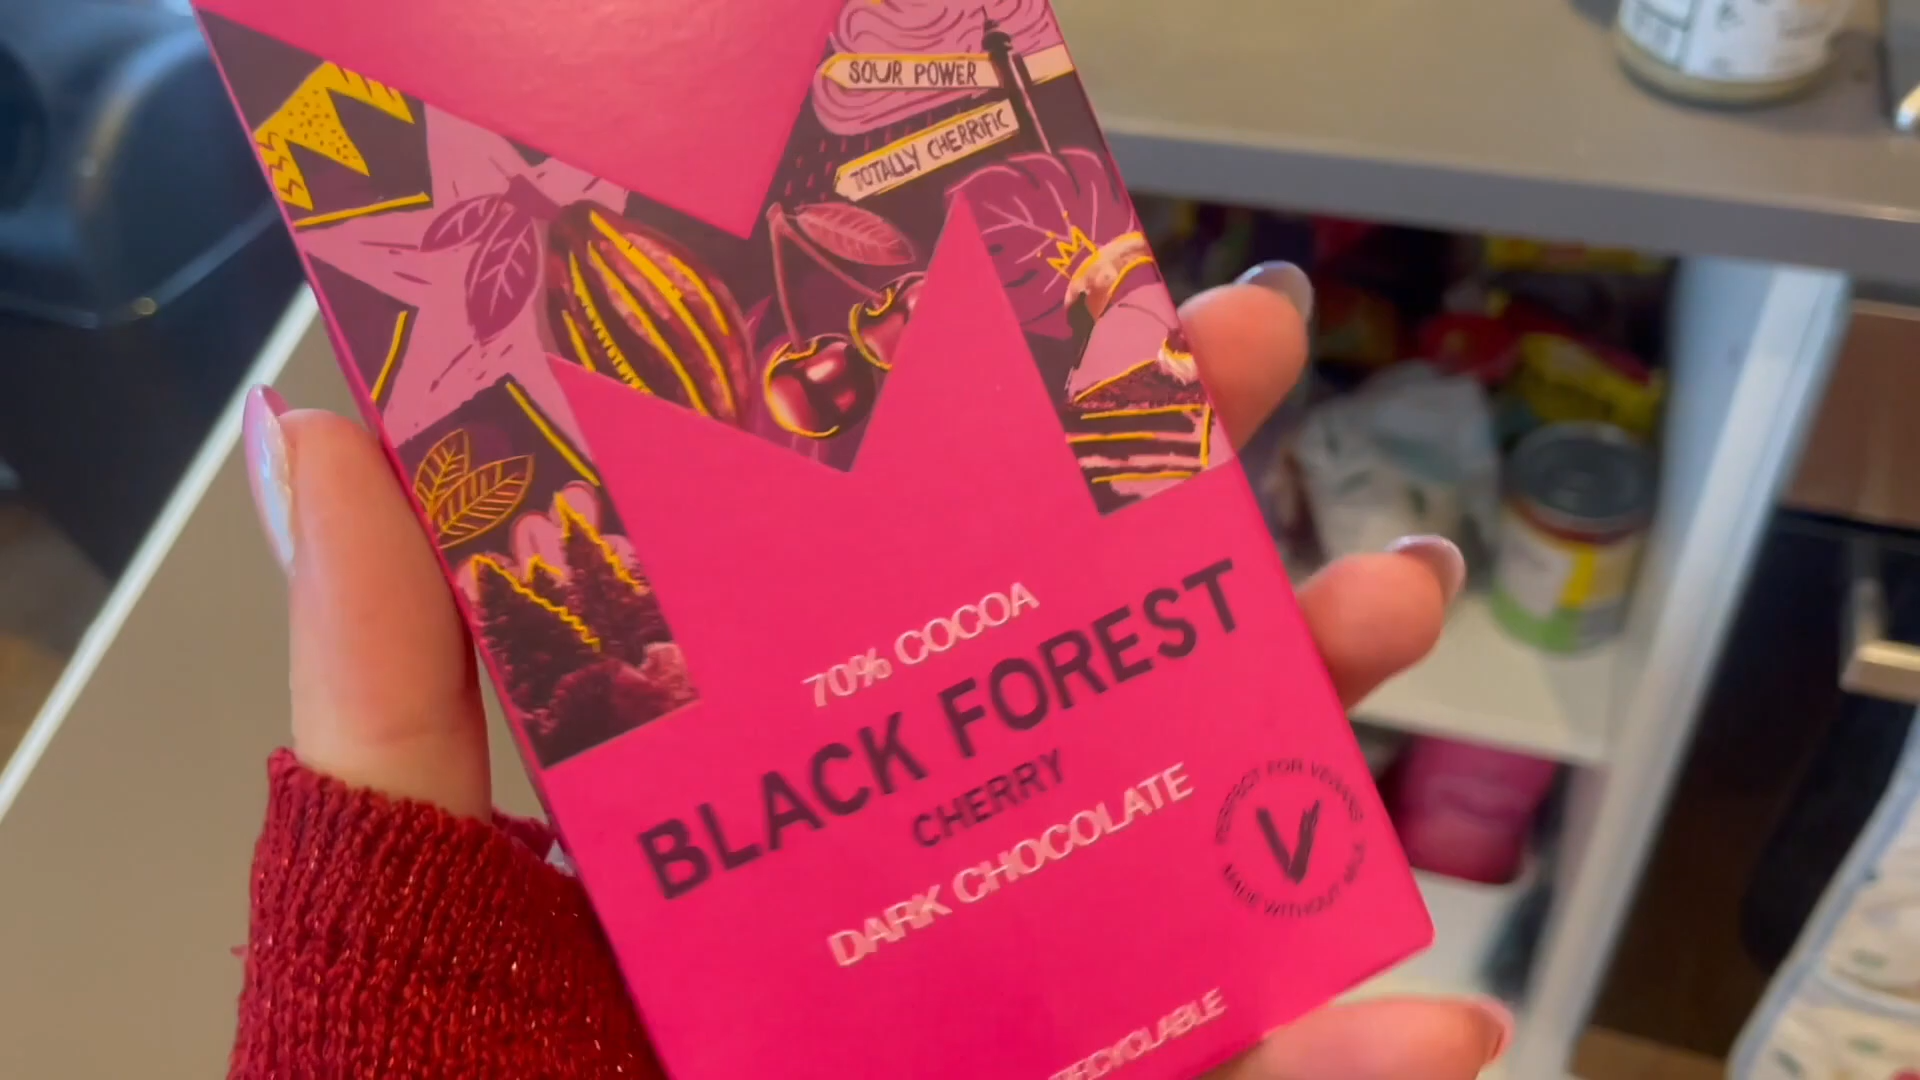 SOUR POWER
TOTALLY CHERRIFIC
70% COCOA
BLACK FOREST
CHERRY
DARK CHOCOLATE
PERFECT FOR VEGANS
V
MADE WITHOUT MILK
RECYCLABLE